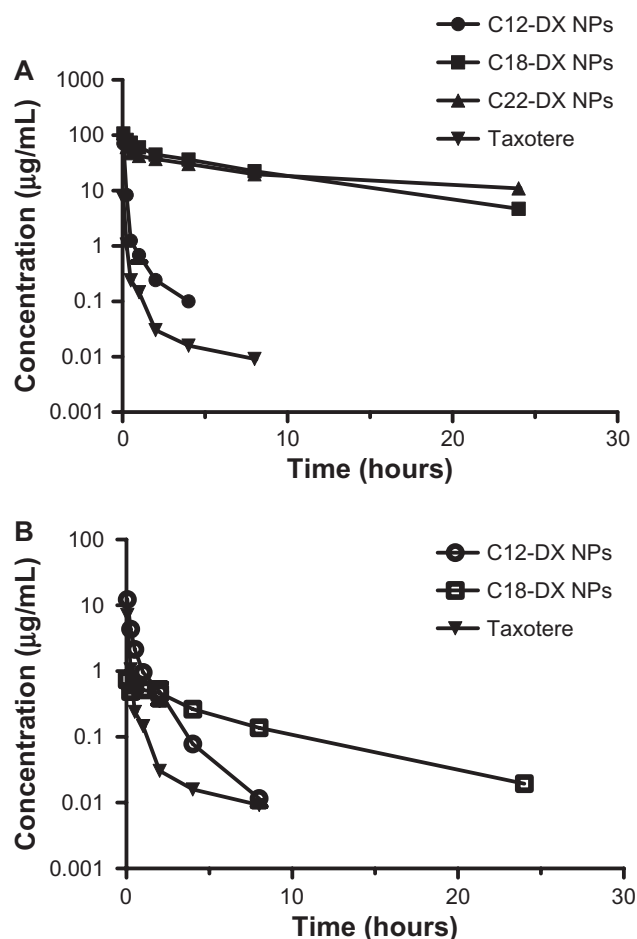 C12-DX NPs
C18-DX NPs
C22-DX NPs
Taxotere
A
1000
100
10
1
0.1
0.01
0.001
Concentration (µg/mL)
0 10 20 30
Time (hours)
B
C12-DX NPs
C18-DX NPs
Taxotere
100
10
1
0.1
0.01
0.001
Concentration (µg/mL)
0 10 20 30
Time (hours)